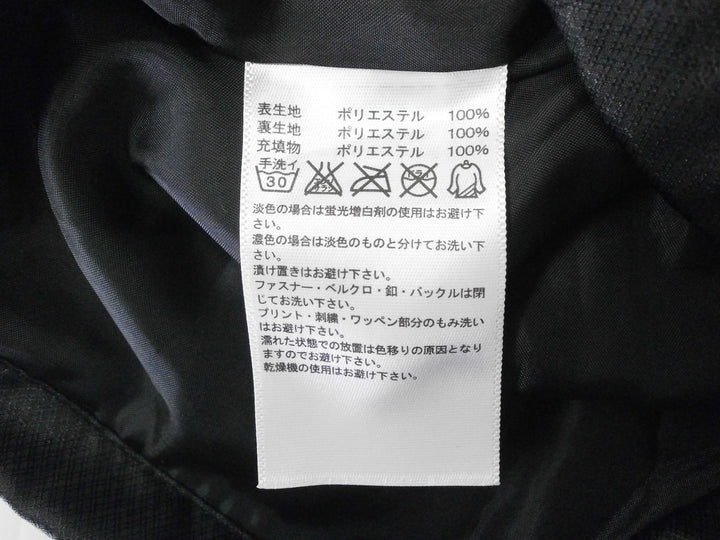 表生地 ポリエステル 100%
裏生地 ポリエステル 100%
充填物 ポリエステル 100%
手洗イ
30
淡色の場合は蛍光増白剤の使用はお避け下
さい。
濃色の場合は淡色のものと分けてお洗い下
さい。
漬け置きはお避け下さい。
ファスナー・ベルクロ・釦・バックルは閉
じてお洗い下さい。
プリント・刺繍・ワッペン部分のもみ洗い
はお避け下さい。
濡れた状態での放置は色移りの原因となり
ますのでお避け下さい。
乾燥機の使用はお避け下さい。